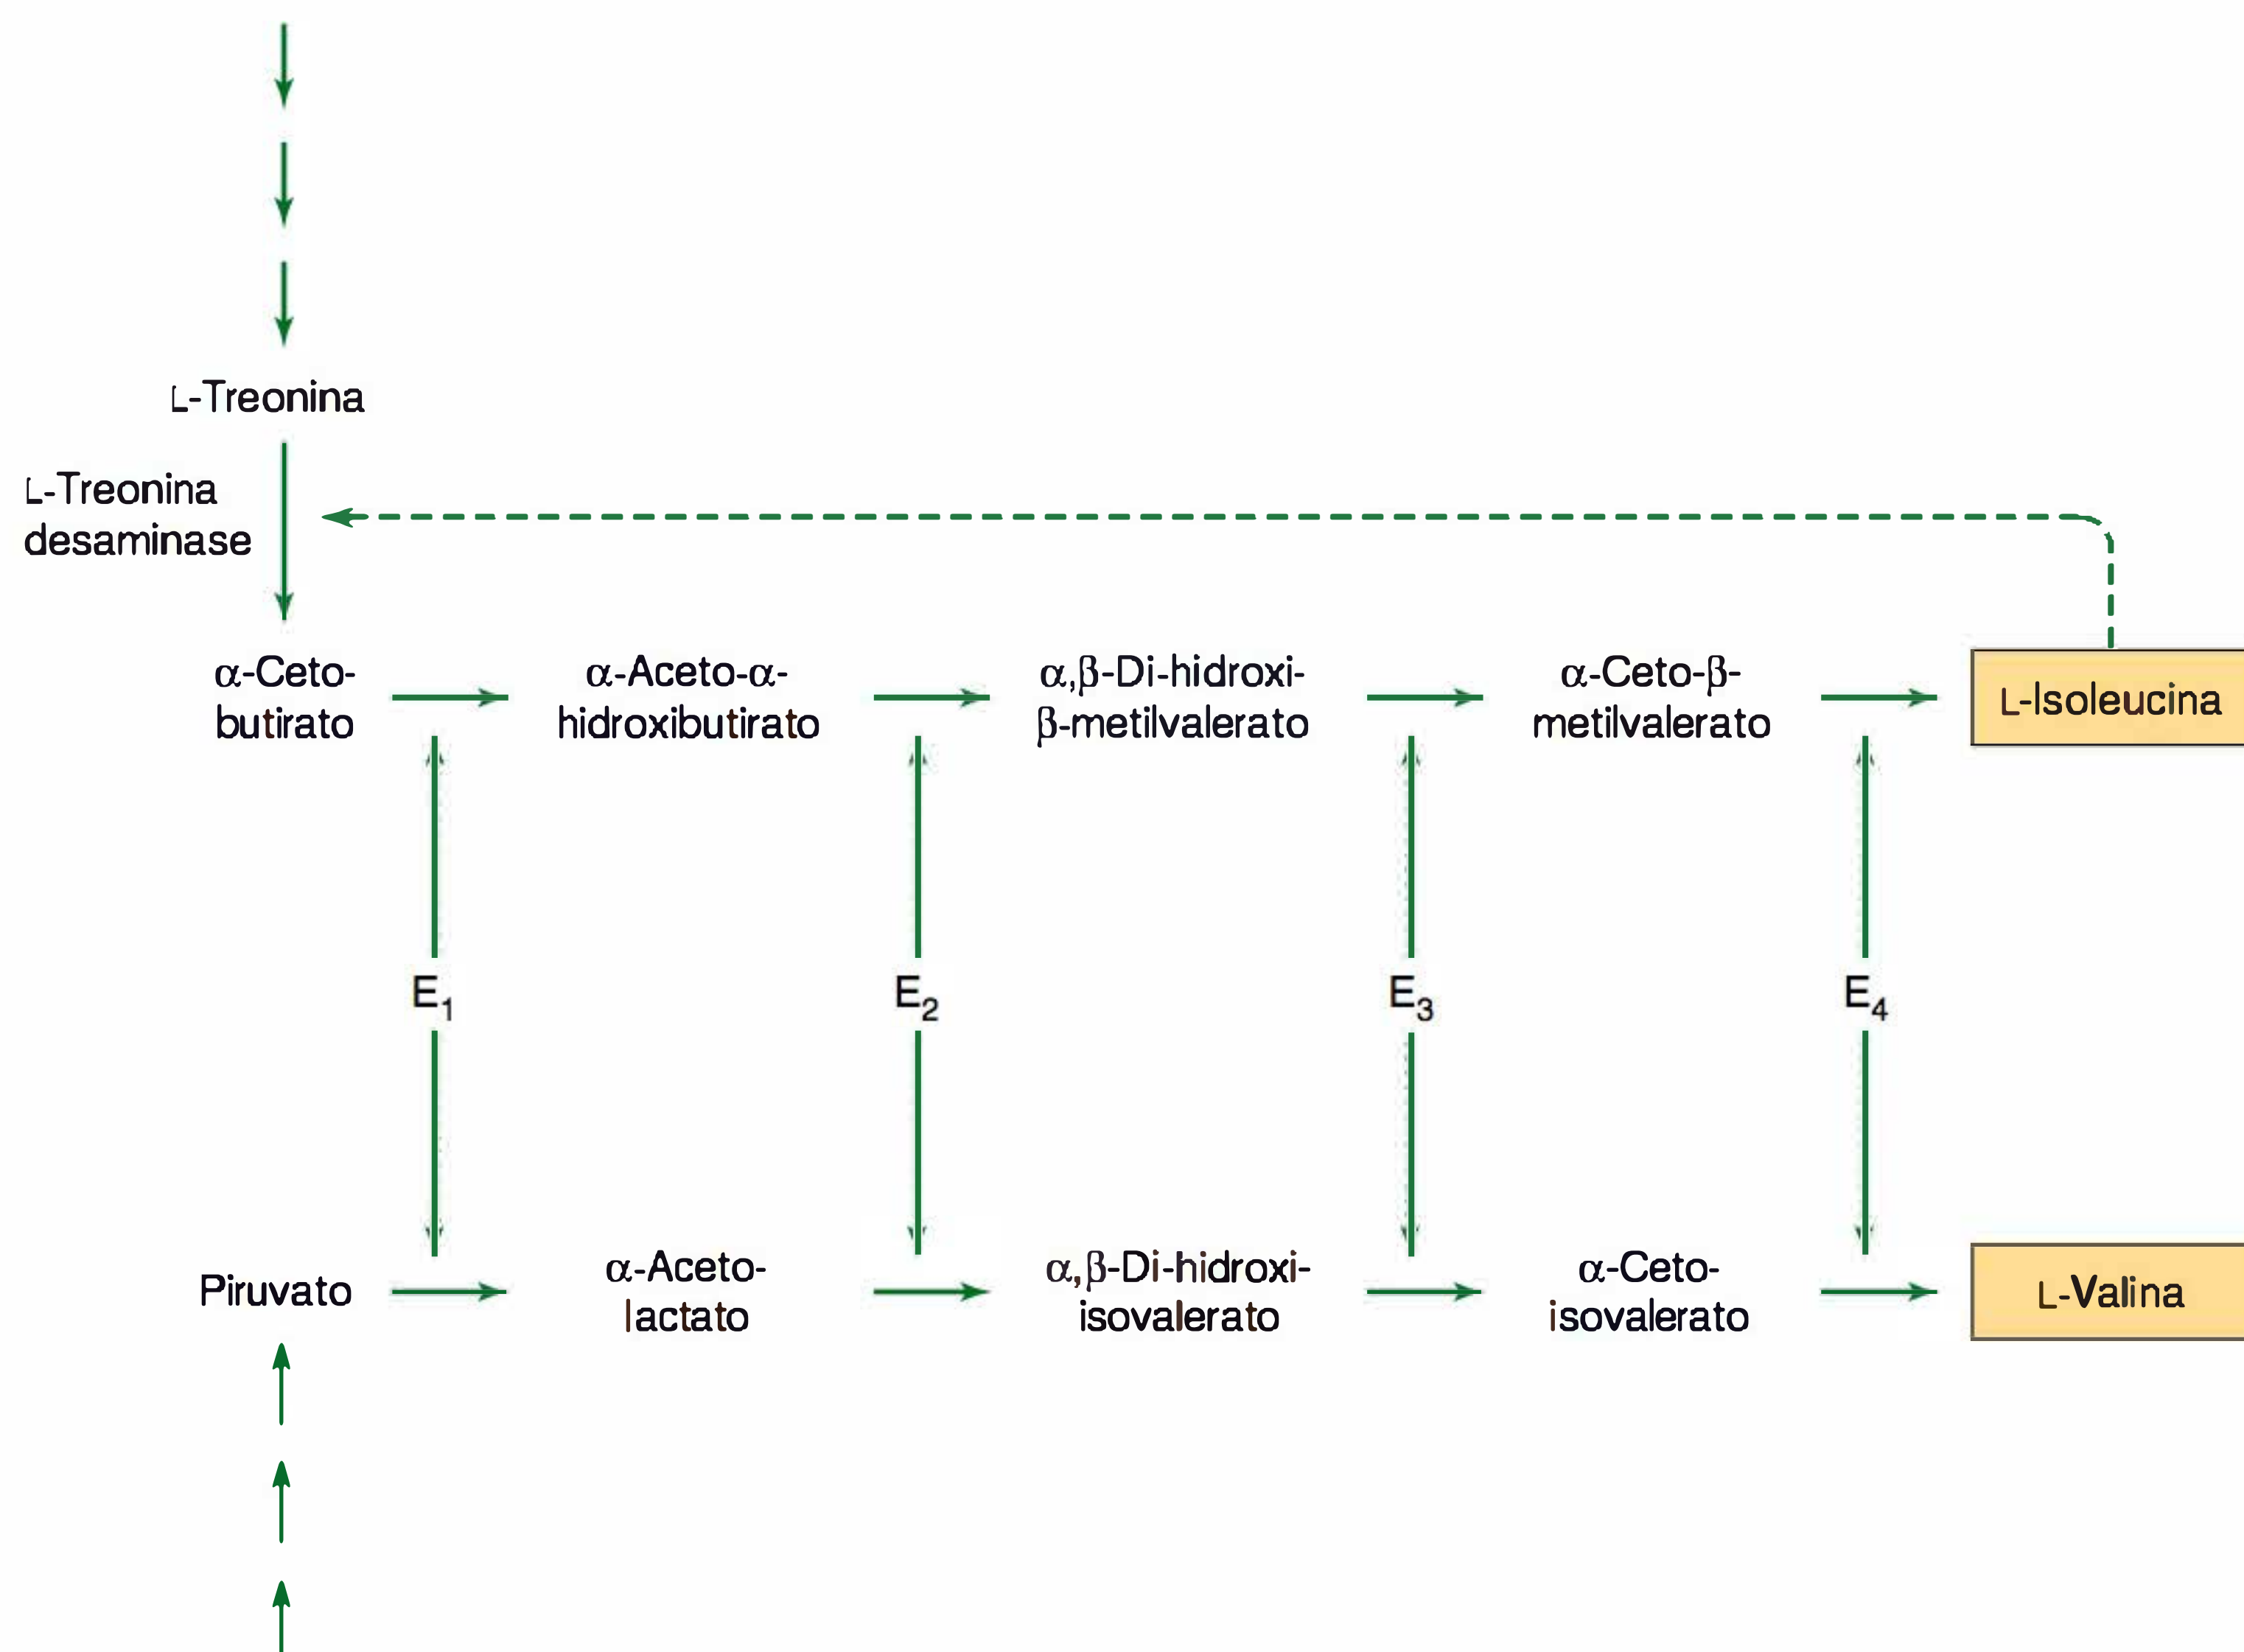 L-Treonina
L-Treonina
desaminase
α-Ceto-
butirato
α-Aceto-α-
hidroxibutirato
α,β-Di-hidroxi-
β-metilvalerato
α-Ceto-β-
metilvalerato
L-Isoleucina
E1
E2
E3
E4
Piruvato
α-Aceto-
lactato
α,β-Di-hidroxi-
isovalerato
α-Ceto-
isovalerato
L-Valina